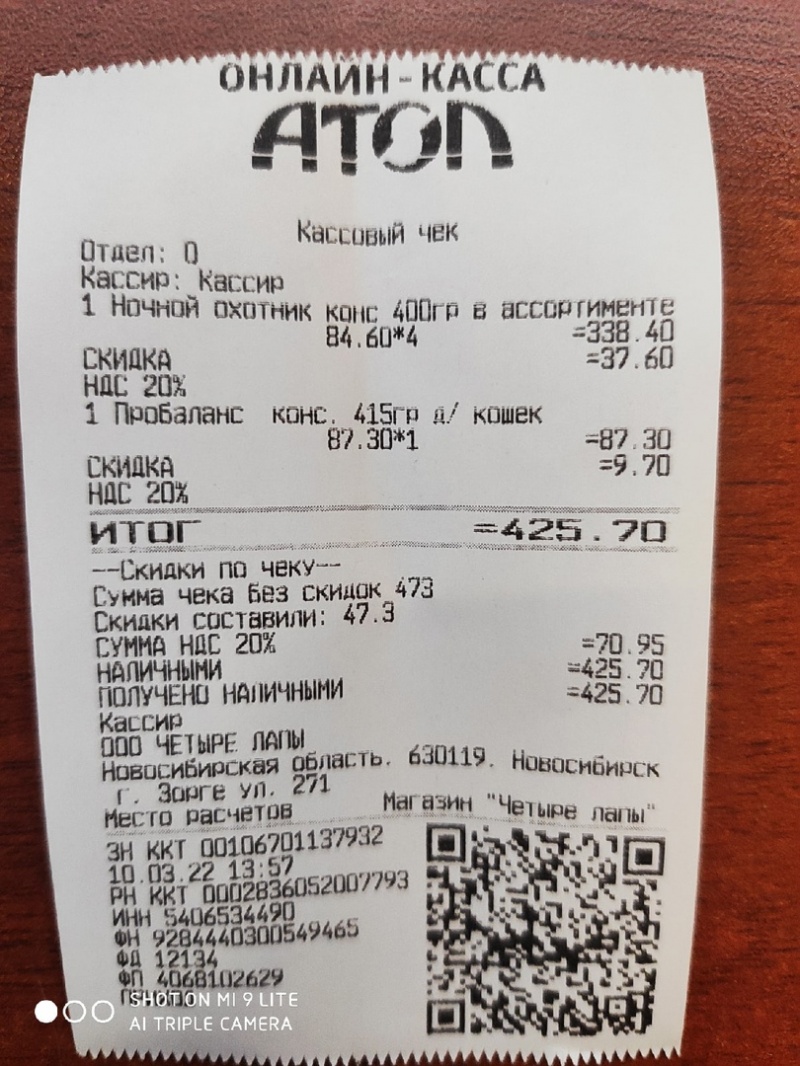 ОНЛАЙН-КАССА
АТОЛ
Кассовый чек
Отдел: 0
Кассир: Кассир
1 Ночной охотник конс 400гр в ассортименте
84.60*4 =338.40
СКИДКА =37.60
НДС 20%
1 Пробаланс конс. 415гр д/ кошек
87.30*1 =87.30
СКИДКА =9.70
НДС 20%
ИТОГ =425.70
--Скидки по чеку--
Сумма чека без скидок 473
Скидки составили: 47.3
СУММА НДС 20% =70.95
НАЛИЧНЫМИ =425.70
ПОЛУЧЕНО НАЛИЧНЫМИ =425.70
Кассир
ООО ЧЕТЫРЕ ЛАПЫ
Новосибирская область. 630119. Новосибирск
г. Зорге ул. 271
Место расчетов Магазин "Четыре лапы"
ЗН ККТ 00106701137932
10.03.22 13:57
РН ККТ 0002836052007793
ИНН 5406534490
ФН 9284440300549465
ФД 12134
ФП 4068102629
SHOT ON MI 9 LITE
AI TRIPLE CAMERA